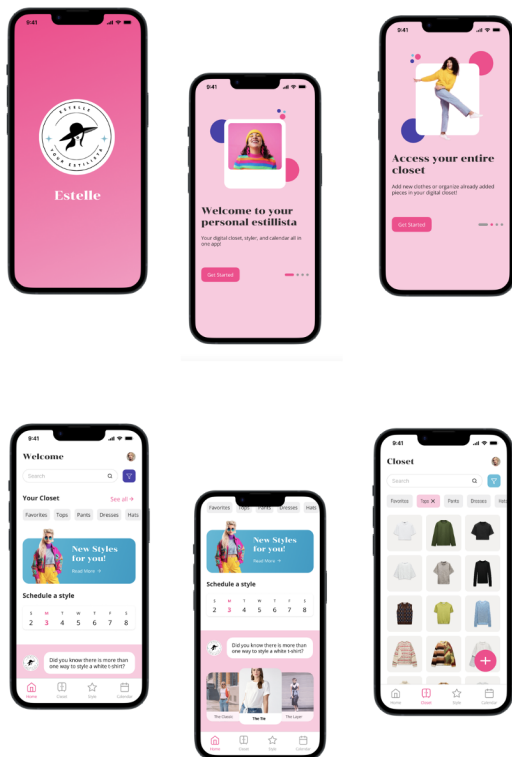 9:41
ESTELLE
YOUR ESTILISTA
Estelle
9:41
Welcome to your
personal estillista
Your digital closet, styler, and calendar all in
one app!
Get Started
9:41
Access your entire
closet
Add new clothes or organize already added
pieces in your digital closet!
Get Started
9:41
Welcome
Search
Your Closet
See all →
Favorites Tops Pants Dresses Hats
New Styles
for you!
Read More →
Schedule a style
S M T W T F S
2 3 4 5 6 7 8
Did you know there is more than
one way to style a white t-shirt?
Home Closet Style Calendar
Favorites Tops Pants Dresses Hats
New Styles
for you!
Read More →
Schedule a style
S M T W T F S
2 3 4 5 6 7 8
Did you know there is more than
one way to style a white t-shirt?
The Classic The Tie The Layer
Home Closet Style Calendar
9:41
Closet
Search
Favorites Tops X Pants Dresses Hats
Home Closet Style Calendar